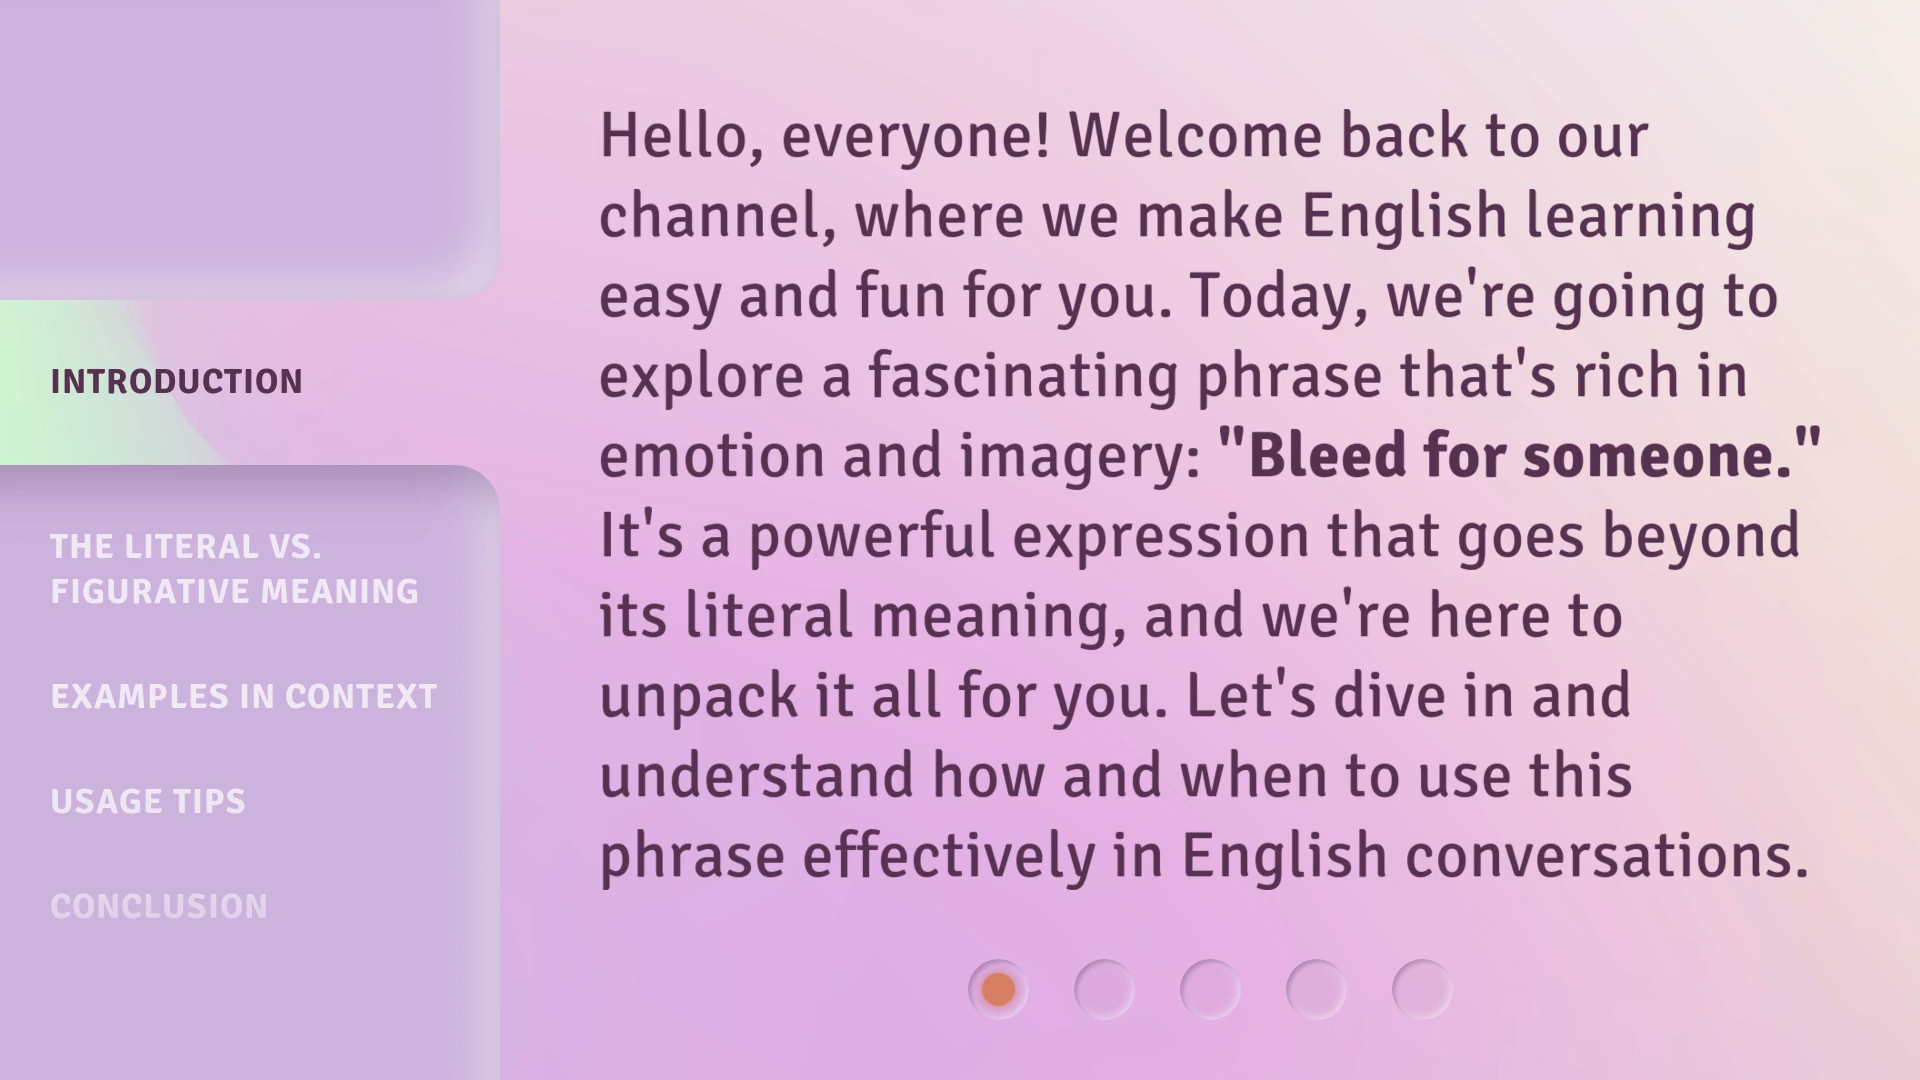 INTRODUCTION
THE LITERAL VS.
FIGURATIVE MEANING
EXAMPLES IN CONTEXT
USAGE TIPS
CONCLUSION
Hello, everyone! Welcome back to our
channel, where we make English learning
easy and fun for you. Today, we're going to
explore a fascinating phrase that's rich in
emotion and imagery: "Bleed for someone."
It's a powerful expression that goes beyond
its literal meaning, and we're here to
unpack it all for you. Let's dive in and
understand how and when to use this
phrase effectively in English conversations.